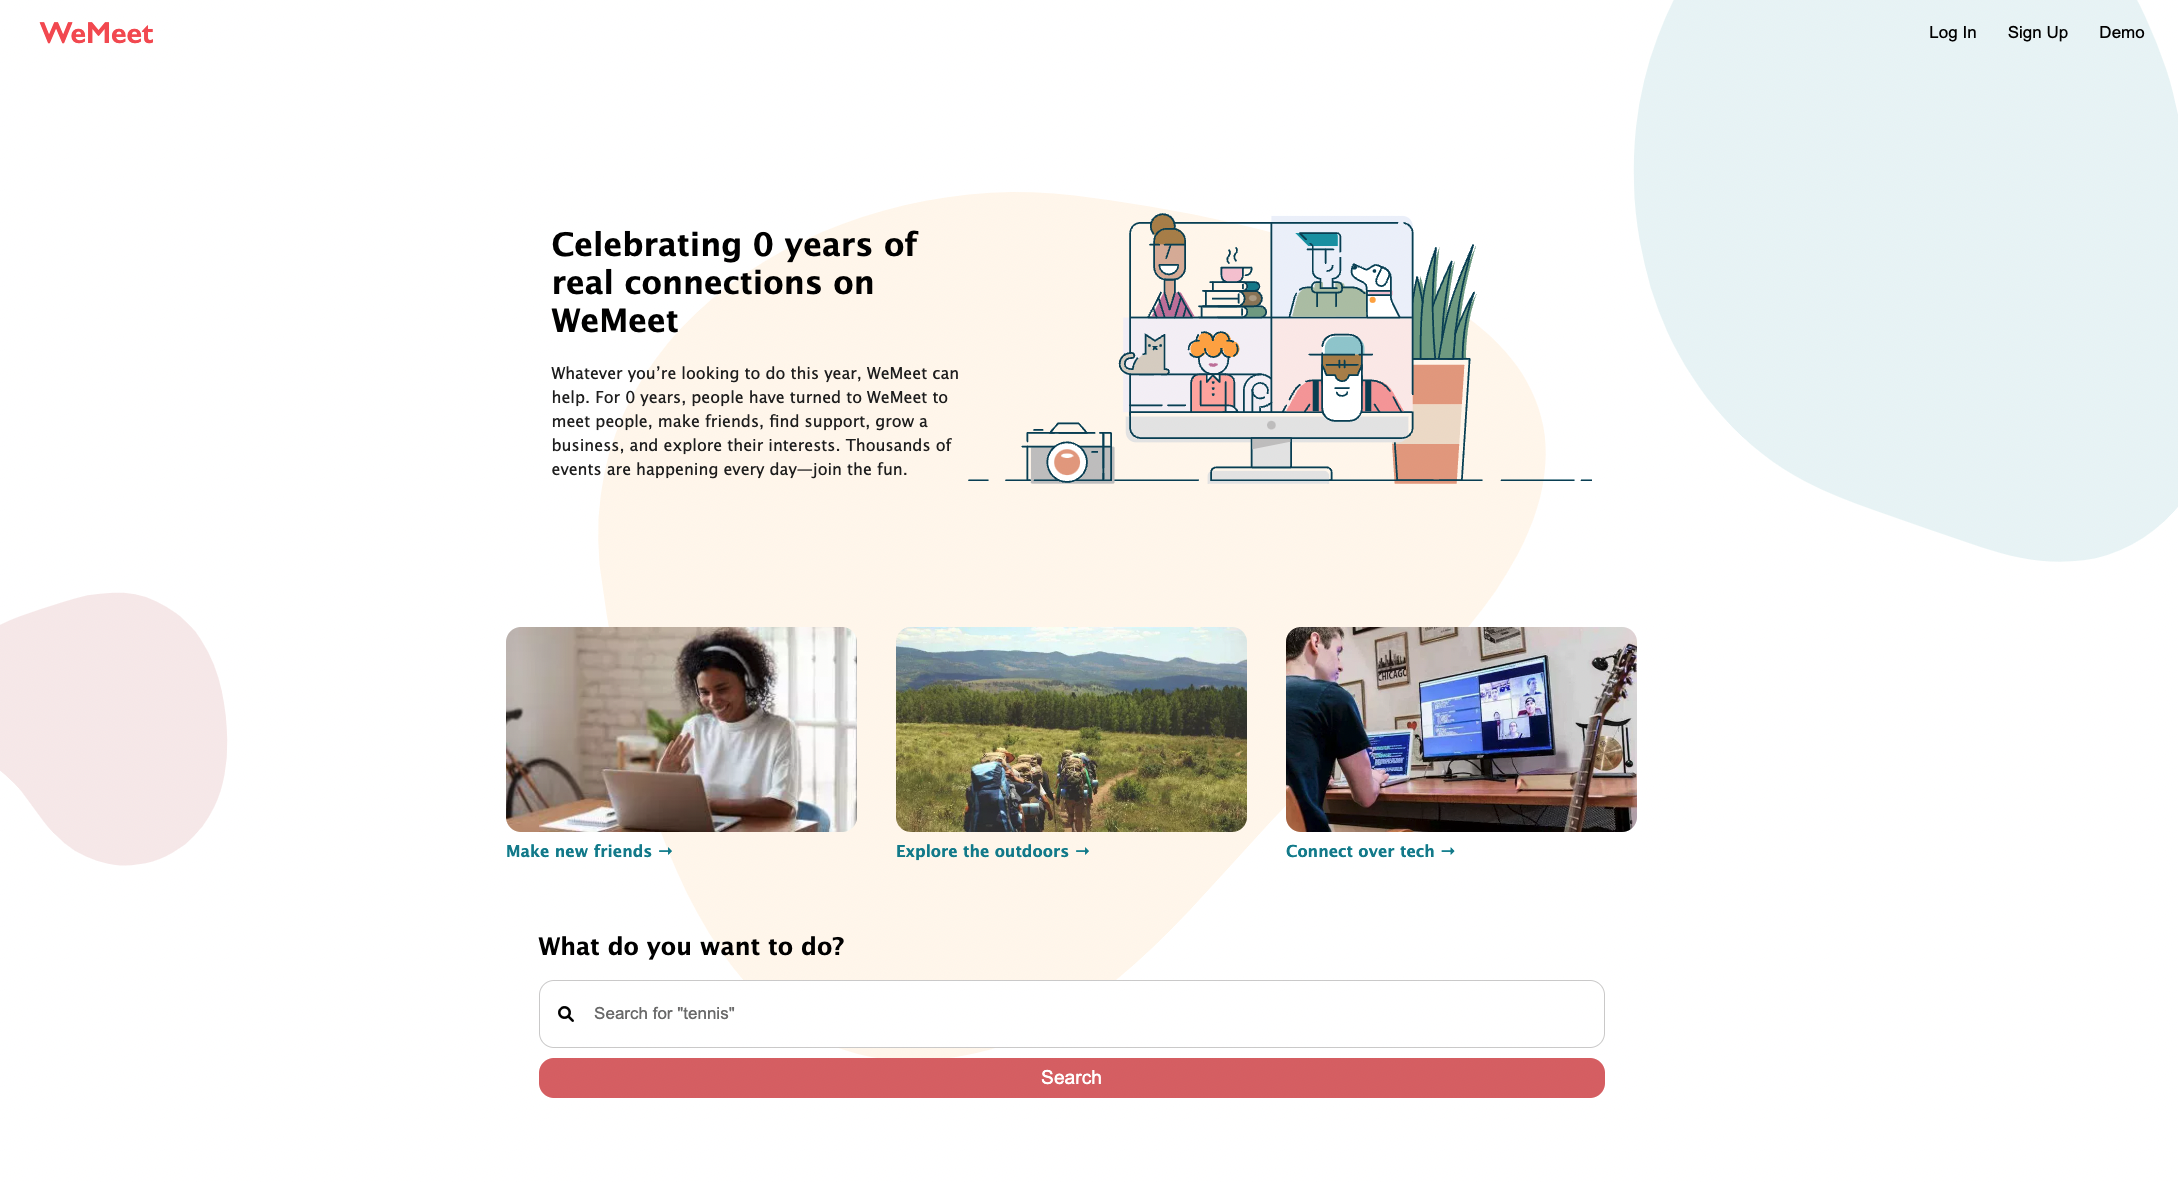 WeMeet
Log In
Sign Up
Demo
Celebrating 0 years of
real connections on
WeMeet
Whatever you’re looking to do this year, WeMeet can
help. For 0 years, people have turned to WeMeet to
meet people, make friends, find support, grow a
business, and explore their interests. Thousands of
events are happening every day—join the fun.
CHICAGO
Make new friends →
Explore the outdoors →
Connect over tech →
What do you want to do?
Search for "tennis"
Search